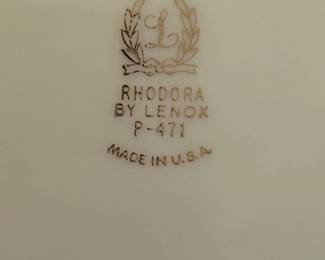 L
RHODORA
BY LENOX
P-471
MADE IN U.S.A.